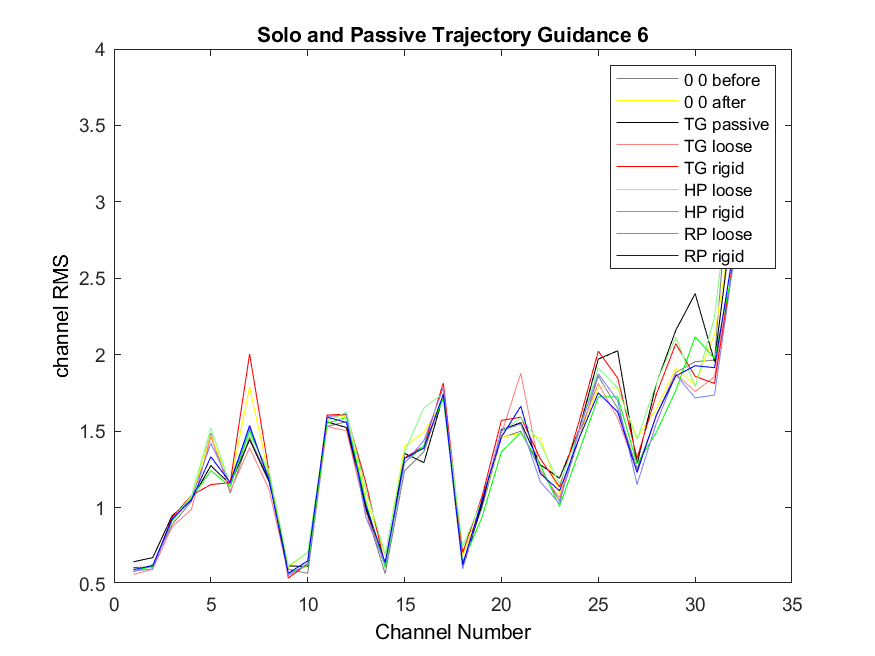 Solo and Passive Trajectory Guidance 6
4
3.5
3
2.5
2
1.5
1
0.5
channel RMS
0 0 before
0 0 after
TG passive
TG loose
TG rigid
HP loose
HP rigid
RP loose
RP rigid
0 5 10 15 20 25 30 35
Channel Number